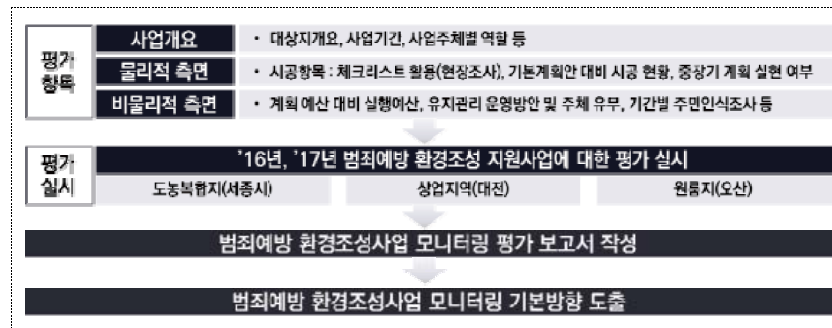 평가
항목
사업개요
• 대상지개요, 사업기간, 사업주체별 역할 등
물리적 측면
• 시공항목 : 체크리스트 활용(현장조사), 기본계획안 대비 시공 현황, 중장기 계획 실현 여부
비물리적 측면
• 계획 예산 대비 실행예산, 유지관리 운영방안 및 주체 유무, 기간별 주민인식조사 등
평가
실시
'16년, '17년 범죄예방 환경조성 지원사업에 대한 평가 실시
도농복합지(세종시)
상업지역(대전)
원룸지(오산)
범죄예방 환경조성사업 모니터링 평가 보고서 작성
범죄예방 환경조성사업 모니터링 기본방향 도출